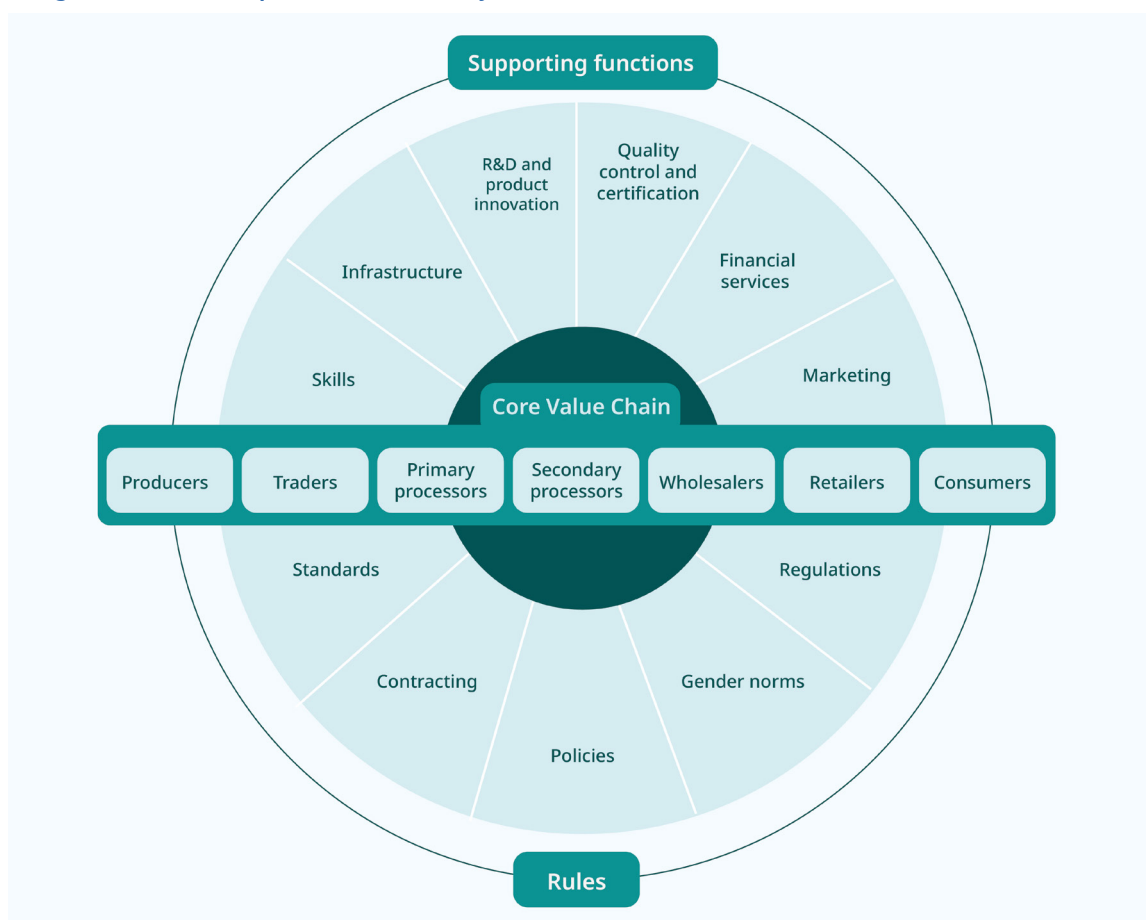 Supporting functions
R&D and
product
innovation
Quality
control and
certification
Infrastructure
Financial
services
Skills
Marketing
Core Value Chain
Producers
Traders
Primary
processors
Secondary
processors
Wholesalers
Retailers
Consumers
Standards
Regulations
Contracting
Gender norms
Policies
Rules